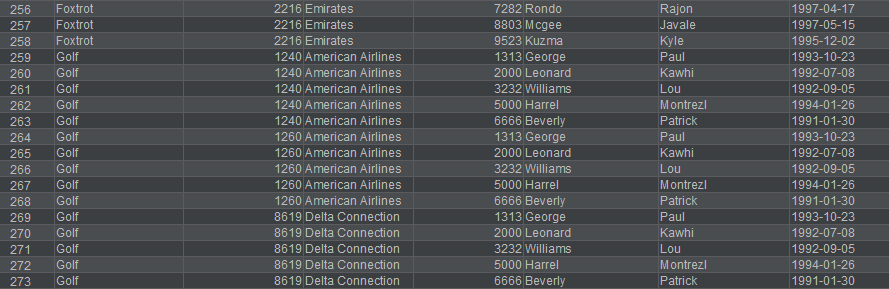 256 Foxtrot 2216 Emirates 7282 Rondo Rajon 1997-04-17
257 Foxtrot 2216 Emirates 8803 Mcgee Javale 1997-05-15
258 Foxtrot 2216 Emirates 9523 Kuzma Kyle 1995-12-02
259 Golf 1240 American Airlines 1313 George Paul 1993-10-23
260 Golf 1240 American Airlines 2000 Leonard Kawhi 1992-07-08
261 Golf 1240 American Airlines 3232 Williams Lou 1992-09-05
262 Golf 1240 American Airlines 5000 Harrel Montrezl 1994-01-26
263 Golf 1240 American Airlines 6666 Beverly Patrick 1991-01-30
264 Golf 1260 American Airlines 1313 George Paul 1993-10-23
265 Golf 1260 American Airlines 2000 Leonard Kawhi 1992-07-08
266 Golf 1260 American Airlines 3232 Williams Lou 1992-09-05
267 Golf 1260 American Airlines 5000 Harrel Montrezl 1994-01-26
268 Golf 1260 American Airlines 6666 Beverly Patrick 1991-01-30
269 Golf 8619 Delta Connection 1313 George Paul 1993-10-23
270 Golf 8619 Delta Connection 2000 Leonard Kawhi 1992-07-08
271 Golf 8619 Delta Connection 3232 Williams Lou 1992-09-05
272 Golf 8619 Delta Connection 5000 Harrel Montrezl 1994-01-26
273 Golf 8619 Delta Connection 6666 Beverly Patrick 1991-01-30